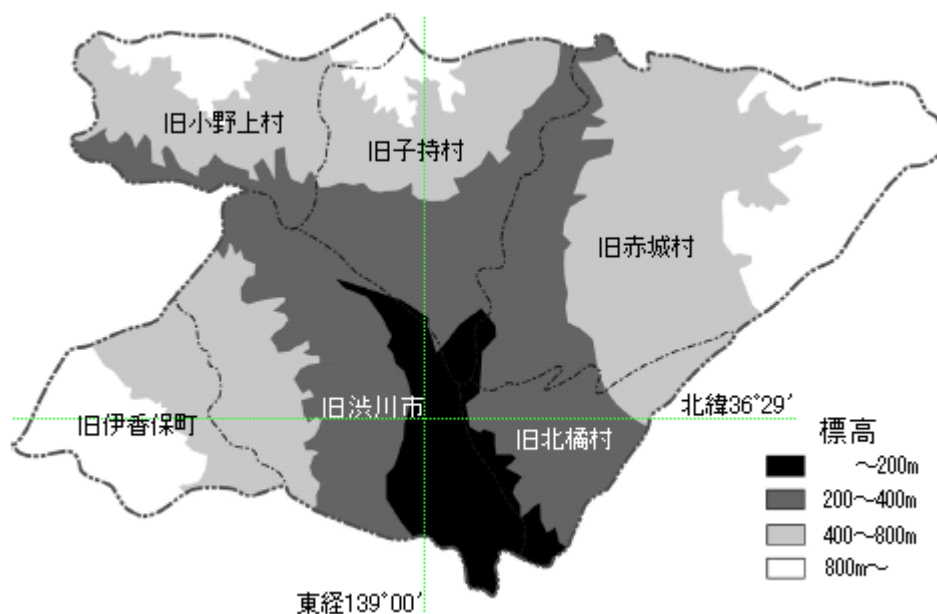 旧小野上村
旧子持村
旧赤城村
旧渋川市
旧伊香保町
旧北橘村
北緯36°29'
標高
～200m
200～400m
400～800m
800m～
東経139°00'